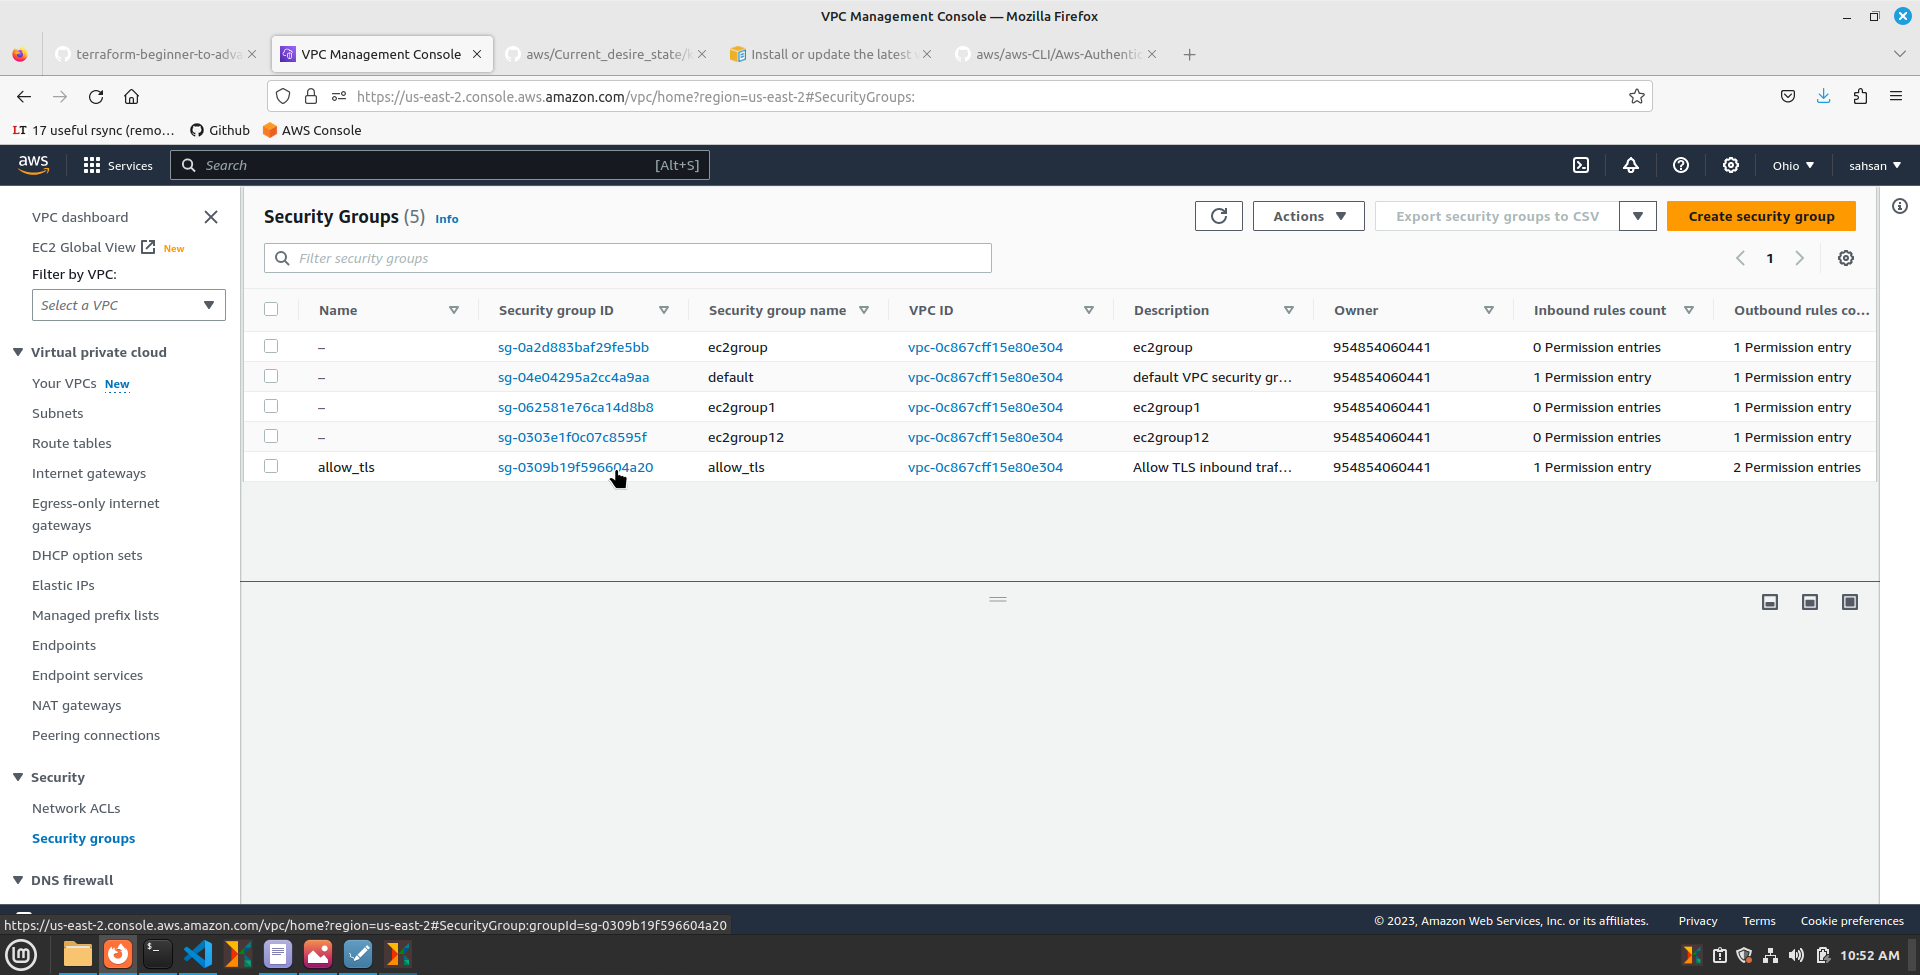 VPC Management Console — Mozilla Firefox
terraform-beginner-to-adva
VPC Management Console
aws/Current_desire_state/
Install or update the latest
aws/aws-CLI/Aws-Authentic
https://us-east-2.console.aws.amazon.com/vpc/home?region=us-east-2#SecurityGroups:
LT 17 useful rsync (remo… Github AWS Console
aws Services Search [Alt+S] Ohio sahsan
VPC dashboard
EC2 Global View New
Filter by VPC:
Select a VPC
Virtual private cloud
Your VPCs New
Subnets
Route tables
Internet gateways
Egress-only internet
gateways
DHCP option sets
Elastic IPs
Managed prefix lists
Endpoints
Endpoint services
NAT gateways
Peering connections
Security
Network ACLs
Security groups
DNS firewall
Security Groups (5) Info Actions Export security groups to CSV Create security group
Filter security groups 1
Name Security group ID Security group name VPC ID Description Owner Inbound rules count Outbound rules co...
– sg-0a2d883baf29fe5bb ec2group vpc-0c867cff15e80e304 ec2group 954854060441 0 Permission entries 1 Permission entry
– sg-04e04295a2cc4a9aa default vpc-0c867cff15e80e304 default VPC security gr... 954854060441 1 Permission entry 1 Permission entry
– sg-062581e76ca14d8b8 ec2group1 vpc-0c867cff15e80e304 ec2group1 954854060441 0 Permission entries 1 Permission entry
– sg-0303e1f0c07c8595f ec2group12 vpc-0c867cff15e80e304 ec2group12 954854060441 0 Permission entries 1 Permission entry
allow_tls sg-0309b19f596604a20 allow_tls vpc-0c867cff15e80e304 Allow TLS inbound traf... 954854060441 1 Permission entry 2 Permission entries
© 2023, Amazon Web Services, Inc. or its affiliates. Privacy Terms Cookie preferences
https://us-east-2.console.aws.amazon.com/vpc/home?region=us-east-2#SecurityGroup:groupId=sg-0309b19f596604a20
10:52 AM